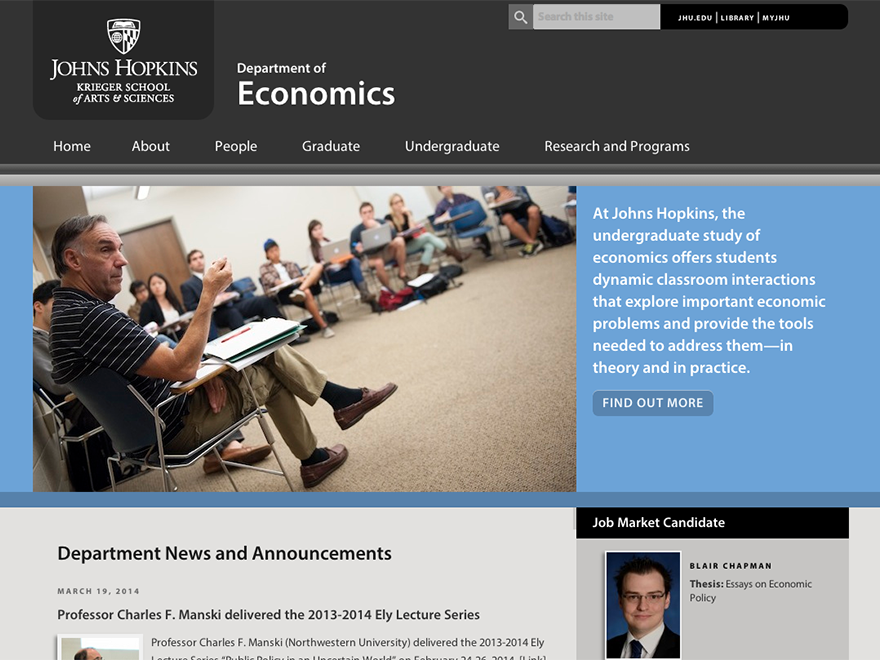 JOHNS HOPKINS
KRIEGER SCHOOL
of ARTS & SCIENCES
Search this site
JHU.EDU | LIBRARY | MYJHU
Department of
Economics
Home About People Graduate Undergraduate Research and Programs
At Johns Hopkins, the
undergraduate study of
economics offers students
dynamic classroom interactions
that explore important economic
problems and provide the tools
needed to address them—in
theory and in practice.
FIND OUT MORE
Department News and Announcements
MARCH 19, 2014
Professor Charles F. Manski delivered the 2013-2014 Ely Lecture Series
Professor Charles F. Manski (Northwestern University) delivered the 2013-2014 Ely
Lecture Series "Public Policy in an Uncertain World" on February 24-26, 2014. [Link]
Job Market Candidate
BLAIR CHAPMAN
Thesis: Essays on Economic
Policy